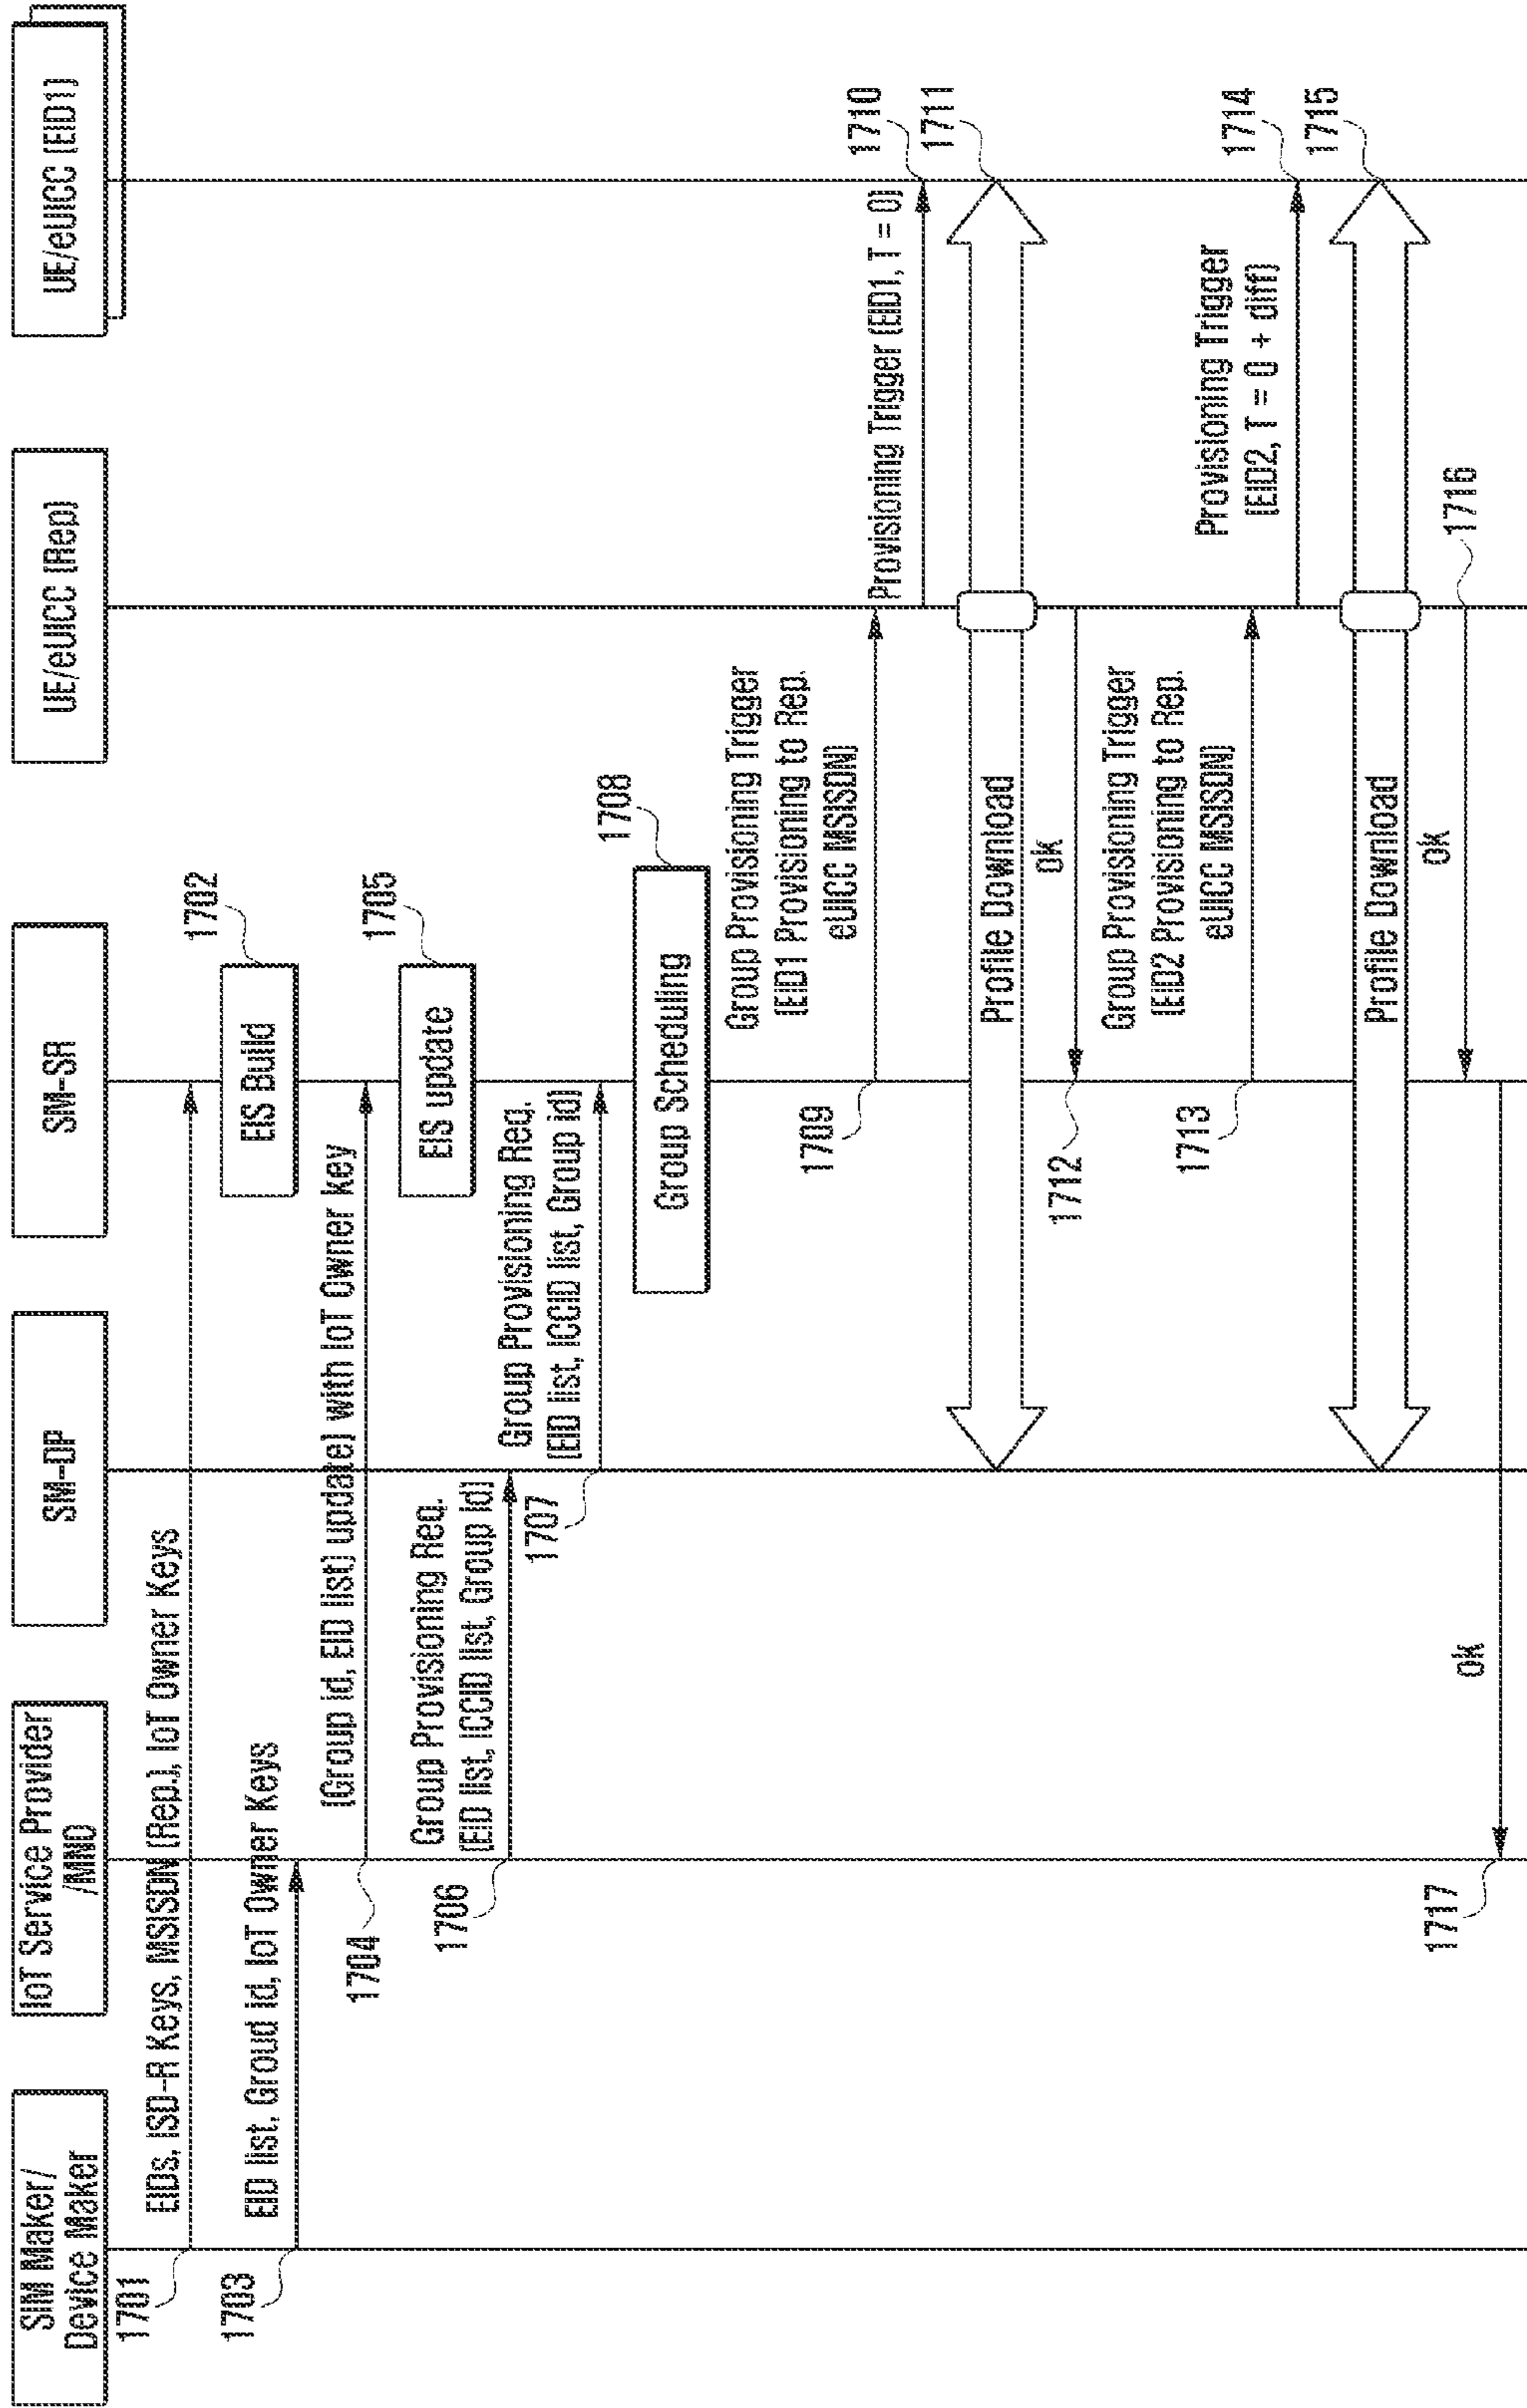 SIM Maker/
Device Maker
IoT Service Provider
/MNO
SM-DP
SM-SR
UE/eUICC (Rep)
UE/eUICC (EID1)
1701
EIDs, ISD-R Keys, MSISDN (Rep.), IoT Owner Keys
EIS Build
1702
1703
EID list, Groud id, IoT Owner Keys
1704
(Group id, EID list) update) with IoT Owner key
EIS update
1705
1706
Group Provisioning Req.
(EID list, ICCID list, Group id)
1707
Group Provisioning Req.
(EID list, ICCID list, Group id)
Group Scheduling
1708
1709
Group Provisioning Trigger
(EID1 Provisioning to Rep.
eUICC MSISDN)
Provisioning Trigger (EID1, T = 0)
1710
Profile Download
1711
1712
ok
1713
Group Provisioning Trigger
(EID2 Provisioning to Rep.
eUICC MSISDN)
Provisioning Trigger
(EID2, T = 0 + diff)
1714
Profile Download
1715
ok
1716
1717
ok